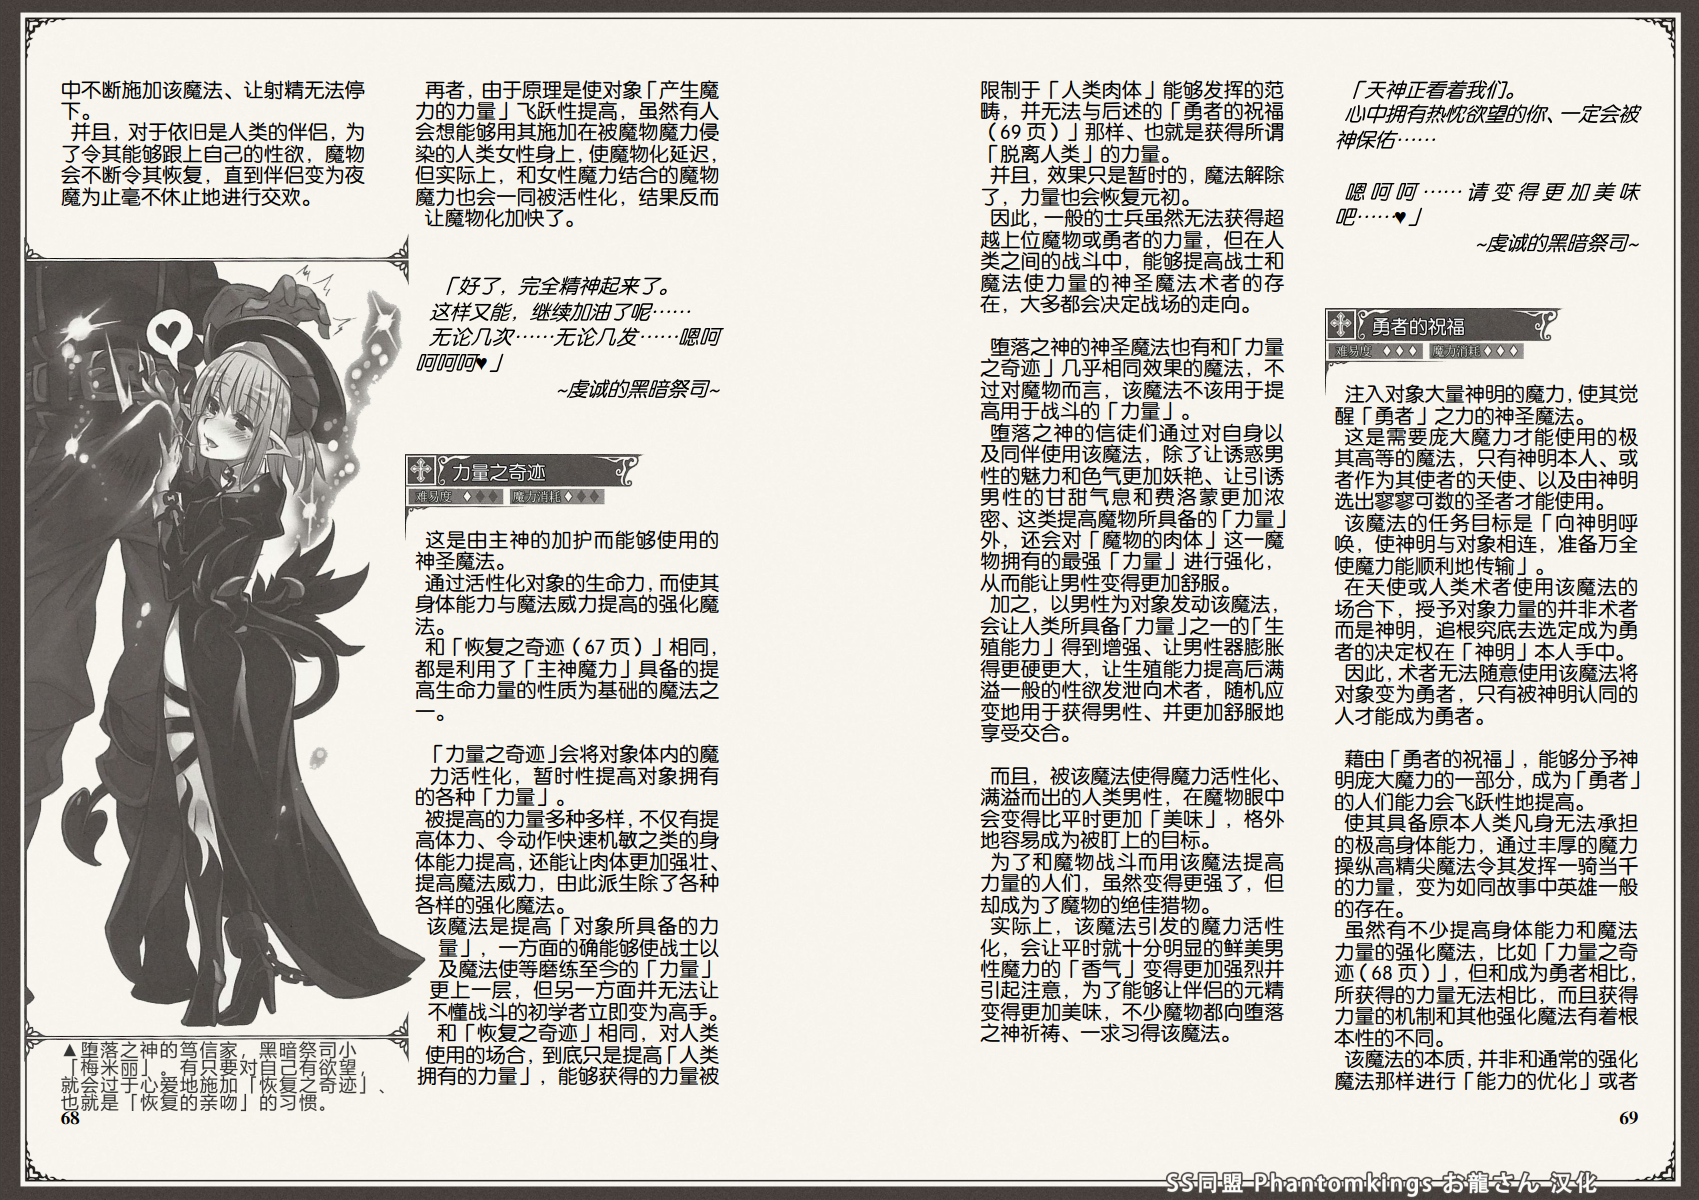 中不断施加该魔法、让射精无法停
下。
并且，对于依旧是人类的伴侣，为
了令其能够跟上自己的性欲，魔物
会不断令其恢复，直到伴侣变为夜
魔为止毫不休止地进行交欢。
▲堕落之神的笃信家，黑暗祭司小
「梅米丽」。有只要对自己有欲望，
就会过于心爱地施加「恢复之奇迹」、
也就是「恢复的亲吻」的习惯。
68
再者，由于原理是使对象「产生魔
力的力量」飞跃性提高，虽然有人
会想能够用其施加在被魔物魔力侵
染的人类女性身上，使魔物化延迟，
但实际上，和女性魔力结合的魔物
魔力也会一同被活性化，结果反而
让魔物化加快了。
「好了，完全精神起来了。
这样又能，继续加油了呢……
无论几次……无论几发……嗯呵
呵呵呵♥」
~虔诚的黑暗祭司~
力量之奇迹
难易度 ♦♦♦ 魔力消耗 ♦♦♦
这是由主神的加护而能够使用的
神圣魔法。
通过活性化对象的生命力，而使其
身体能力与魔法威力提高的强化魔
法。
和「恢复之奇迹（67 页）」相同，
都是利用了「主神魔力」具备的提
高生命力量的性质为基础的魔法之
一。
「力量之奇迹」会将对象体内的魔
力活性化，暂时性提高对象拥有
的各种「力量」。
被提高的力量多种多样，不仅有提
高体力、令动作快速机敏之类的身
体能力提高，还能让肉体更加强壮、
提高魔法威力，由此派生除了各种
各样的强化魔法。
该魔法是提高「对象所具备的力
量」，一方面的确能够使战士以
及魔法使等磨练至今的「力量」
更上一层，但另一方面并无法让
不懂战斗的初学者立即变为高手。
和「恢复之奇迹」相同，对人类
使用的场合，到底只是提高「人类
拥有的力量」，能够获得的力量被
限制于「人类肉体」能够发挥的范
畴，并无法与后述的「勇者的祝福
（69 页）」那样、也就是获得所谓
「脱离人类」的力量。
并且，效果只是暂时的，魔法解除
了，力量也会恢复元初。
因此，一般的士兵虽然无法获得超
越上位魔物或勇者的力量，但在人
类之间的战斗中，能够提高战士和
魔法使力量的神圣魔法术者的存
在，大多都会决定战场的走向。
堕落之神的神圣魔法也有和「力量
之奇迹」几乎相同效果的魔法，不
过对魔物而言，该魔法不该用于提
高用于战斗的「力量」。
堕落之神的信徒们通过对自身以
及同伴使用该魔法，除了让诱惑男
性的魅力和色气更加妖艳、让引诱
男性的甘甜气息和费洛蒙更加浓
密、这类提高魔物所具备的「力量」
外，还会对「魔物的肉体」这一魔
物拥有的最强「力量」进行强化，
从而能让男性变得更加舒服。
加之，以男性为对象发动该魔法，
会让人类所具备「力量」之一的「生
殖能力」得到增强、让男性器膨胀
得更硬更大，让生殖能力提高后满
溢一般的性欲发泄向术者，随机应
变地用于获得男性、并更加舒服地
享受交合。
而且，被该魔法使得魔力活性化、
满溢而出的人类男性，在魔物眼中
会变得比平时更加「美味」，格外
地容易成为被盯上的目标。
为了和魔物战斗而用该魔法提高
力量的人们，虽然变得更强了，但
却成为了魔物的绝佳猎物。
实际上，该魔法引发的魔力活性
化，会让平时就十分明显的鲜美男
性魔力的「香气」变得更加强烈并
引起注意，为了能够让伴侣的元精
变得更加美味，不少魔物都向堕落
之神祈祷、一求习得该魔法。
「天神正看着我们。
心中拥有热忱欲望的你、一定会被
神保佑……
嗯呵呵……请变得更加美味
吧……♥」
~虔诚的黑暗祭司~
勇者的祝福
难易度 ♦♦♦ 魔力消耗 ♦♦♦
注入对象大量神明的魔力，使其觉
醒「勇者」之力的神圣魔法。
这是需要庞大魔力才能使用的极
其高等的魔法，只有神明本人、或
者作为其使者的天使、以及由神明
选出寥寥可数的圣者才能使用。
该魔法的任务目标是「向神明呼
唤，使神明与对象相连，准备万全
使魔力能顺利地传输」。
在天使或人类术者使用该魔法的
场合下，授予对象力量的并非术者
而是神明，追根究底去选定成为勇
者的决定权在「神明」本人手中。
因此，术者无法随意使用该魔法将
对象变为勇者，只有被神明认同的
人才能成为勇者。
藉由「勇者的祝福」，能够分予神
明庞大魔力的一部分，成为「勇者」
的人们能力会飞跃性地提高。
使其具备原本人类凡身无法承担
的极高身体能力，通过丰厚的魔力
操纵高精尖魔法令其发挥一骑当千
的力量，变为如同故事中英雄一般
的存在。
虽然有不少提高身体能力和魔法
力量的强化魔法，比如「力量之奇
迹（68 页）」，但和成为勇者相比，
所获得的力量无法相比，而且获得
力量的机制和其他强化魔法有着根
本性的不同。
该魔法的本质，并非和通常的强化
魔法那样进行「能力的优化」或者
69
SS同盟 Phantomkings お龍さん 汉化